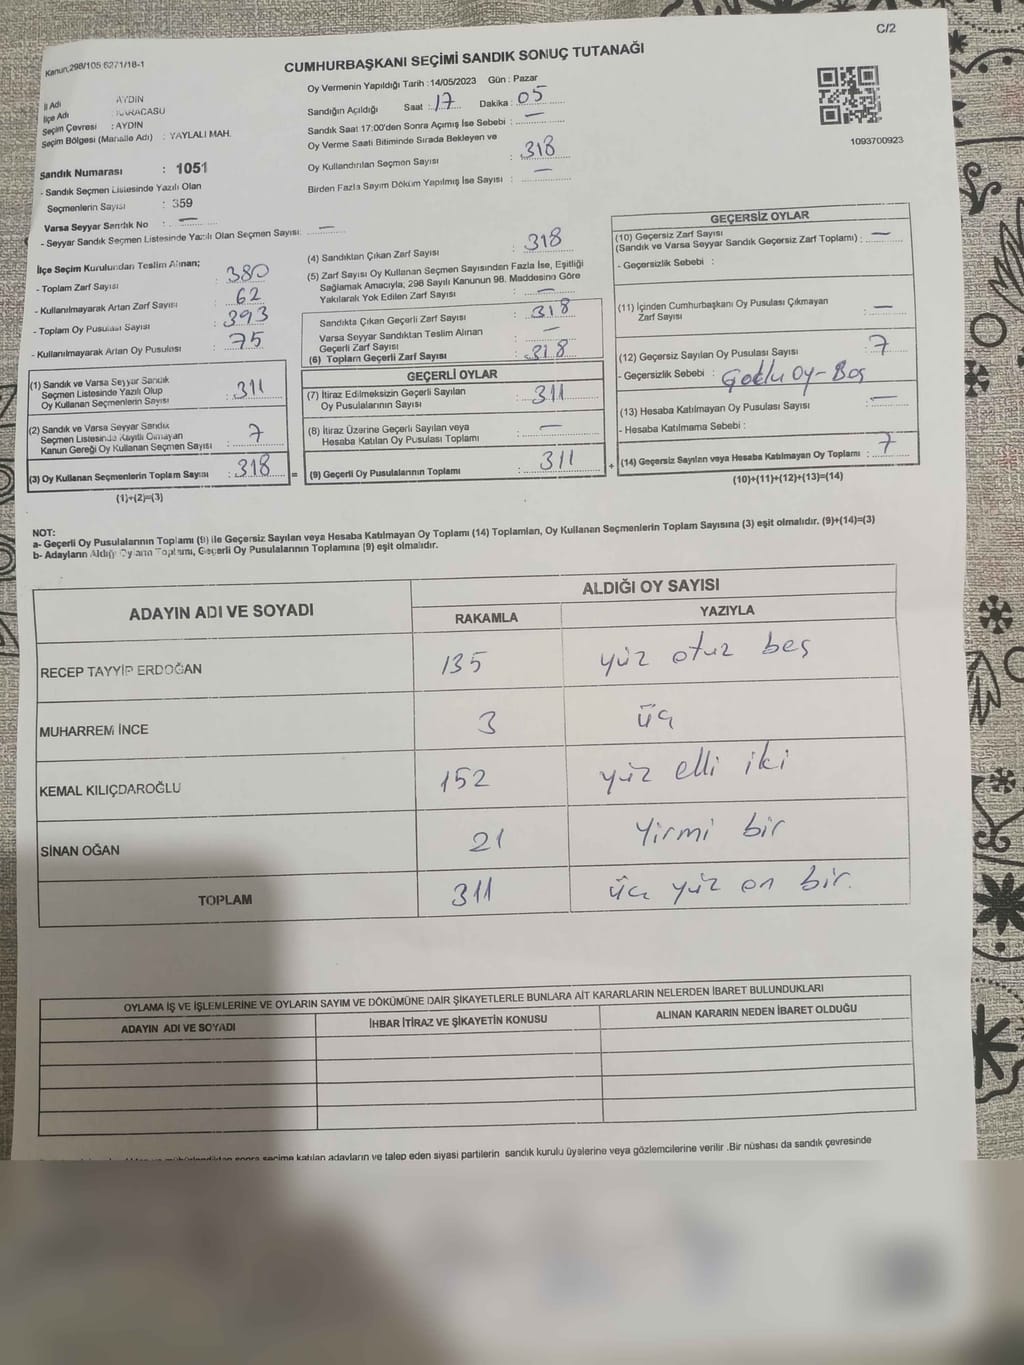 C/2
Kanun,298/105 6271/18-1
CUMHURBAŞKANI SEÇİMİ SANDIK SONUÇ TUTANAĞI
Oy Vermenin Yapıldığı Tarih : 14/05/2023 Gün : Pazar
İl Adı AYDIN
İlçe Adı : KARACASU
Seçim Çevresi : AYDIN
Seçim Bölgesi (Mahalle Adı) : YAYLALI MAH.
Sandığın Açıldığı Saat : 17 Dakika : 05
Sandık Saat 17:00'den Sonra Açımış İse Sebebi : —
Oy Verme Saati Bitiminde Sırada Bekleyen ve
Oy Kullandırılan Seçmen Sayısı : 318
Birden Fazla Sayım Döküm Yapılmış İse Sayısı : —
1093700923
Sandık Numarası : 1051
- Sandık Seçmen Listesinde Yazılı Olan
Seçmenlerin Sayısı : 359
Varsa Seyyar Sandık No : —
- Seyyar Sandık Seçmen Listesinde Yazılı Olan Seçmen Sayısı: —
İlçe Seçim Kurulundan Teslim Alınan;
- Toplam Zarf Sayısı : 380
- Kullanılmayarak Artan Zarf Sayısı : 62
- Toplam Oy Pusulası Sayısı : 393
- Kullanılmayarak Artan Oy Pusulası : 75
(1) Sandık ve Varsa Seyyar Sandık
Seçmen Listesinde Yazılı Olup
Oy Kullanan Seçmenlerin Sayısı : 311
(2) Sandık ve Varsa Seyyar Sandık
Seçmen Listesinde Kayıtlı Olmayan
Kanun Gereği Oy Kullanan Seçmen Sayısı : 7
(3) Oy Kullanan Seçmenlerin Toplam Sayısı : 318 =
(1)+(2)=(3)
(4) Sandıktan Çıkan Zarf Sayısı : 318
(5) Zarf Sayısı Oy Kullanan Seçmen Sayısından Fazla İse, Eşitliği
Sağlamak Amacıyla, 298 Sayılı Kanunun 98. Maddesine Göre
Yakılarak Yok Edilen Zarf Sayısı : —
Sandıkta Çıkan Geçerli Zarf Sayısı : 318
Varsa Seyyar Sandıktan Teslim Alınan
Geçerli Zarf Sayısı : —
(6) Toplam Geçerli Zarf Sayısı : 318
GEÇERLİ OYLAR
(7) İtiraz Edilmeksizin Geçerli Sayılan
Oy Pusulalarının Sayısı : 311
(8) İtiraz Üzerine Geçerli Sayılan veya
Hesaba Katılan Oy Pusulası Toplamı : —
(9) Geçerli Oy Pusulalarının Toplamı : 311 +
GEÇERSİZ OYLAR
(10) Geçersiz Zarf Sayısı
(Sandık ve Varsa Seyyar Sandık Geçersiz Zarf Toplamı) : —
- Geçersizlik Sebebi :
(11) İçinden Cumhurbaşkanı Oy Pusulası Çıkmayan
Zarf Sayısı : —
(12) Geçersiz Sayılan Oy Pusulası Sayısı : 7
- Geçersizlik Sebebi : Çoklu Oy-Boş
(13) Hesaba Katılmayan Oy Pusulası Sayısı : —
- Hesaba Katılmama Sebebi :
(14) Geçersiz Sayılan veya Hesaba Katılmayan Oy Toplamı : 7
(10)+(11)+(12)+(13)=(14)
NOT:
a- Geçerli Oy Pusulalarının Toplamı (9) ile Geçersiz Sayılan veya Hesaba Katılmayan Oy Toplamı (14) Toplamları, Oy Kullanan Seçmenlerin Toplam Sayısına (3) eşit olmalıdır. (9)+(14)=(3)
b- Adayların Aldığı Oyların Toplamı, Geçerli Oy Pusulalarının Toplamına (9) eşit olmalıdır.
ADAYIN ADI VE SOYADI ALDIĞI OY SAYISI
RAKAMLA YAZIYLA
RECEP TAYYİP ERDOĞAN 135 yüz otuz beş
MUHARREM İNCE 3 üç
KEMAL KILIÇDAROĞLU 152 yüz elli iki
SİNAN OĞAN 21 Yirmi bir
TOPLAM 311 üç yüz on bir.
OYLAMA İŞ VE İŞLEMLERİNE VE OYLARIN SAYIM VE DÖKÜMÜNE DAİR ŞİKAYETLERLE BUNLARA AİT KARARLARIN NELERDEN İBARET BULUNDUKLARI
ADAYIN ADI VE SOYADI İHBAR İTİRAZ VE ŞİKAYETİN KONUSU ALINAN KARARIN NEDEN İBARET OLDUĞU
sonra seçime katılan adayların ve talep eden siyasi partilerin sandık kurulu üyelerine veya gözlemcilerine verilir .Bir nüshası da sandık çevresinde